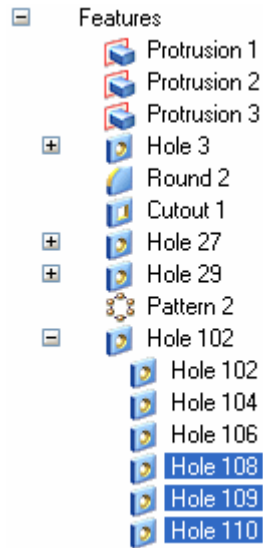 Features
Protrusion 1
Protrusion 2
Protrusion 3
Hole 3
Round 2
Cutout 1
Hole 27
Hole 29
Pattern 2
Hole 102
Hole 102
Hole 104
Hole 106
Hole 108
Hole 109
Hole 110